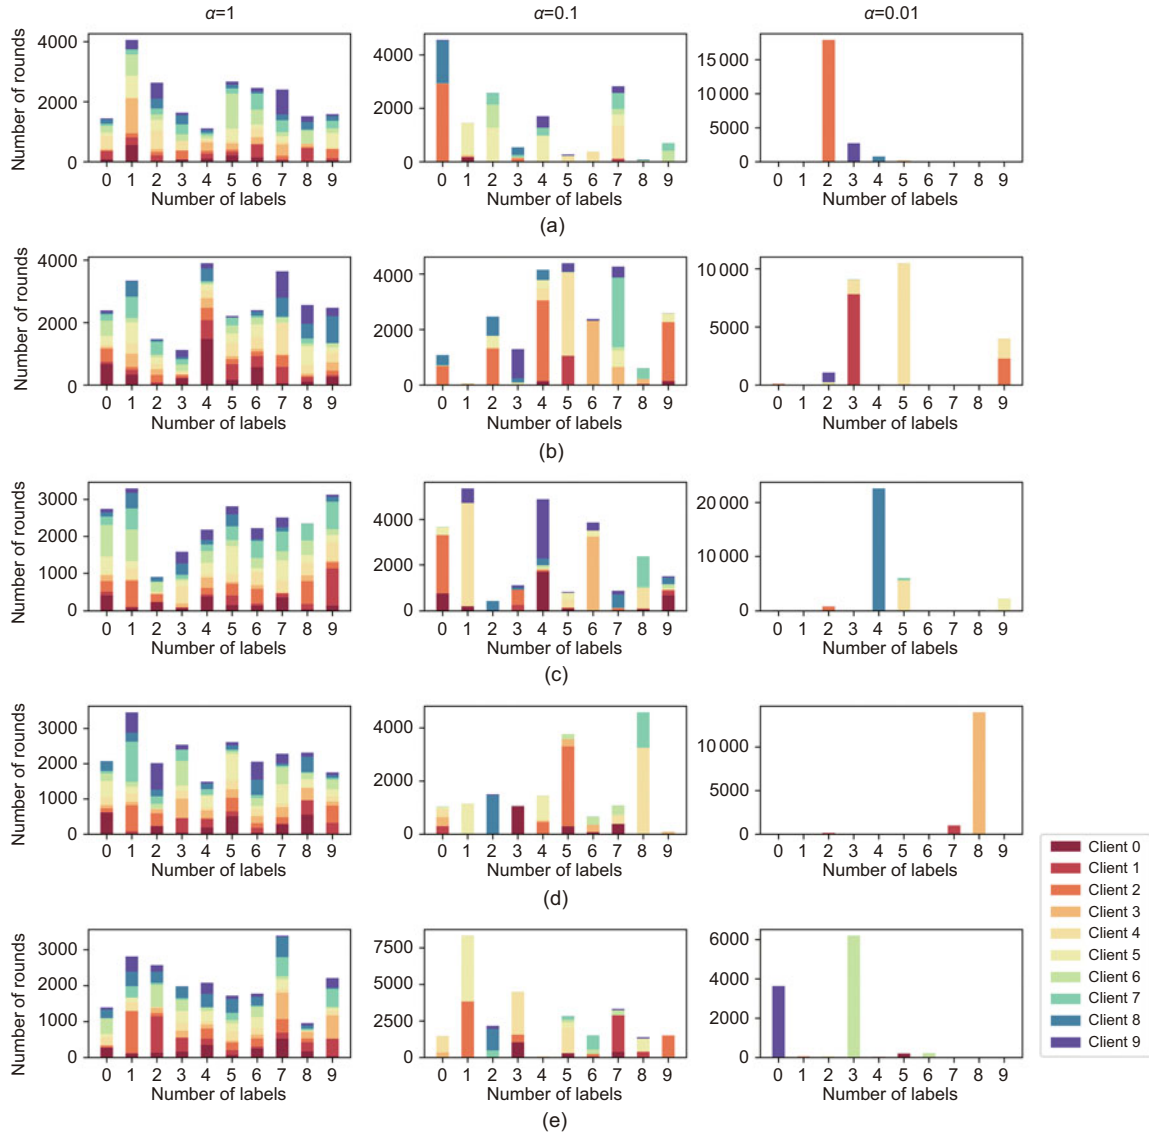 α=1 α=0.1 α=0.01
Number of rounds
4000
2000
0
0 1 2 3 4 5 6 7 8 9
Number of labels
4000
2000
0
0 1 2 3 4 5 6 7 8 9
Number of labels
15 000
10 000
5000
0
0 1 2 3 4 5 6 7 8 9
Number of labels
(a)
Number of rounds
4000
2000
0
0 1 2 3 4 5 6 7 8 9
Number of labels
4000
2000
0
0 1 2 3 4 5 6 7 8 9
Number of labels
10 000
5000
0
0 1 2 3 4 5 6 7 8 9
Number of labels
(b)
Number of rounds
3000
2000
1000
0
0 1 2 3 4 5 6 7 8 9
Number of labels
4000
2000
0
0 1 2 3 4 5 6 7 8 9
Number of labels
20 000
10 000
0
0 1 2 3 4 5 6 7 8 9
Number of labels
(c)
Number of rounds
3000
2000
1000
0
0 1 2 3 4 5 6 7 8 9
Number of labels
4000
2000
0
0 1 2 3 4 5 6 7 8 9
Number of labels
10 000
5000
0
0 1 2 3 4 5 6 7 8 9
Number of labels
(d)
Number of rounds
3000
2000
1000
0
0 1 2 3 4 5 6 7 8 9
Number of labels
7500
5000
2500
0
0 1 2 3 4 5 6 7 8 9
Number of labels
6000
4000
2000
0
0 1 2 3 4 5 6 7 8 9
Number of labels
(e)
Client 0
Client 1
Client 2
Client 3
Client 4
Client 5
Client 6
Client 7
Client 8
Client 9